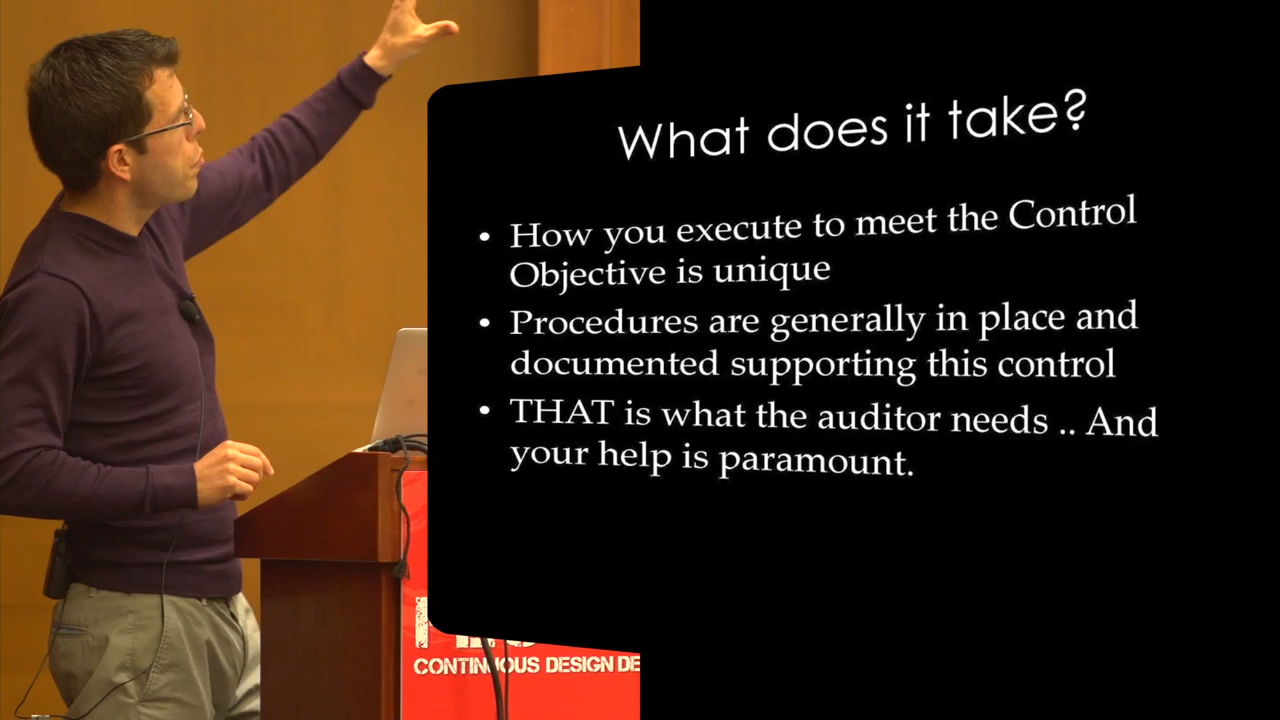 What does it take?
• How you execute to meet the Control
Objective is unique
• Procedures are generally in place and
documented supporting this control
• THAT is what the auditor needs .. And
your help is paramount.
CONTINUOUS DESIGN DE